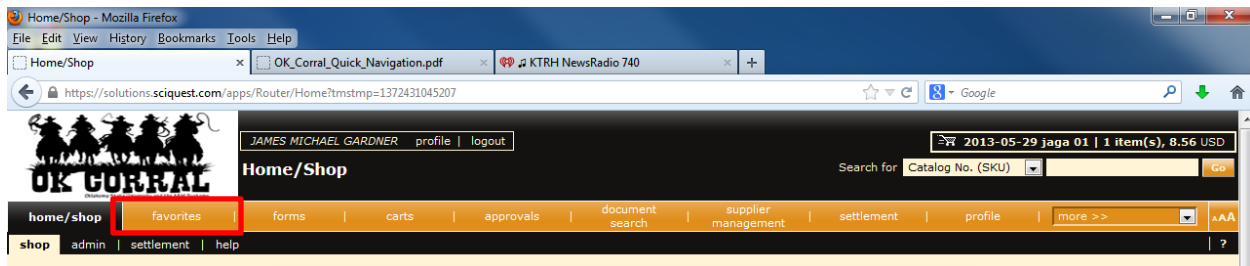 Home/Shop - Mozilla Firefox
File Edit View History Bookmarks Tools Help
Home/Shop × OK_Corral_Quick_Navigation.pdf × KTRH NewsRadio 740 × +
https://solutions.sciquest.com/apps/Router/Home?tmstmp=1372431045207 Google
JAMES MICHAEL GARDNER profile | logout 2013-05-29 jaga 01 | 1 item(s), 8.56 USD
OK CORRAL
Home/Shop Search for Catalog No. (SKU) Go
home/shop favorites | forms | carts | approvals | document search | supplier management | settlement | profile | more >> AAA
shop admin | settlement | help | ?